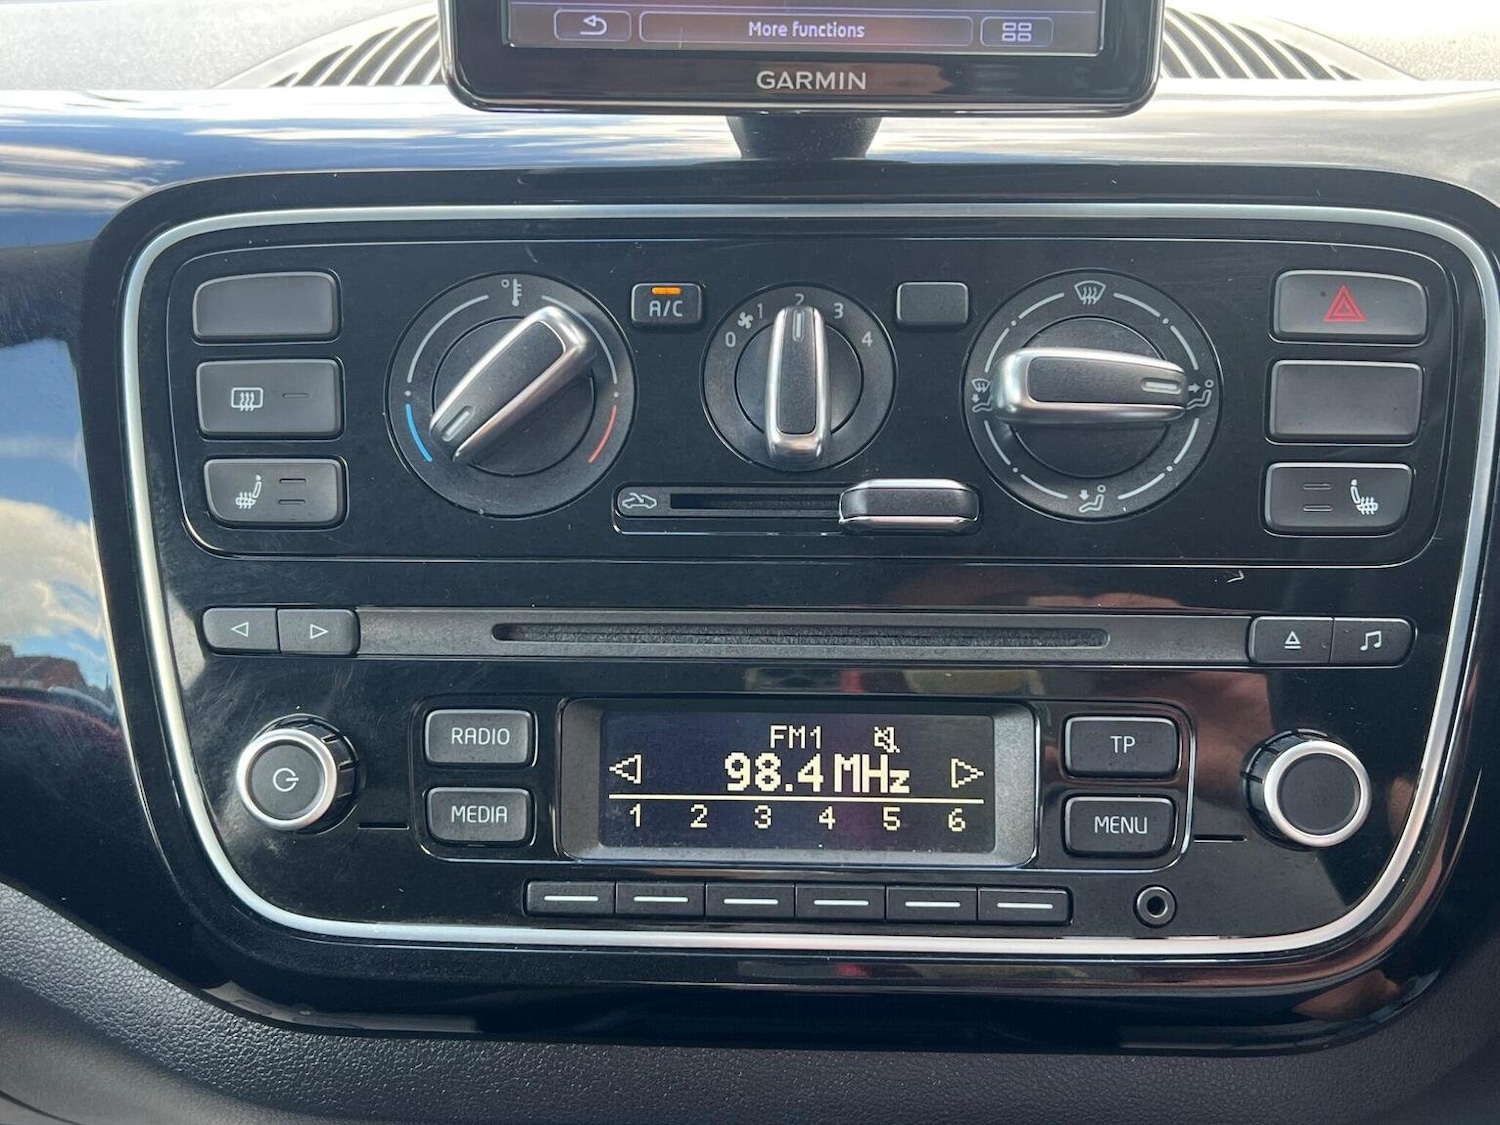 More functions
GARMIN
A/C
0 1 2 3 4
RADIO
MEDIA
FM1
98.4 MHz
1 2 3 4 5 6
TP
MENU